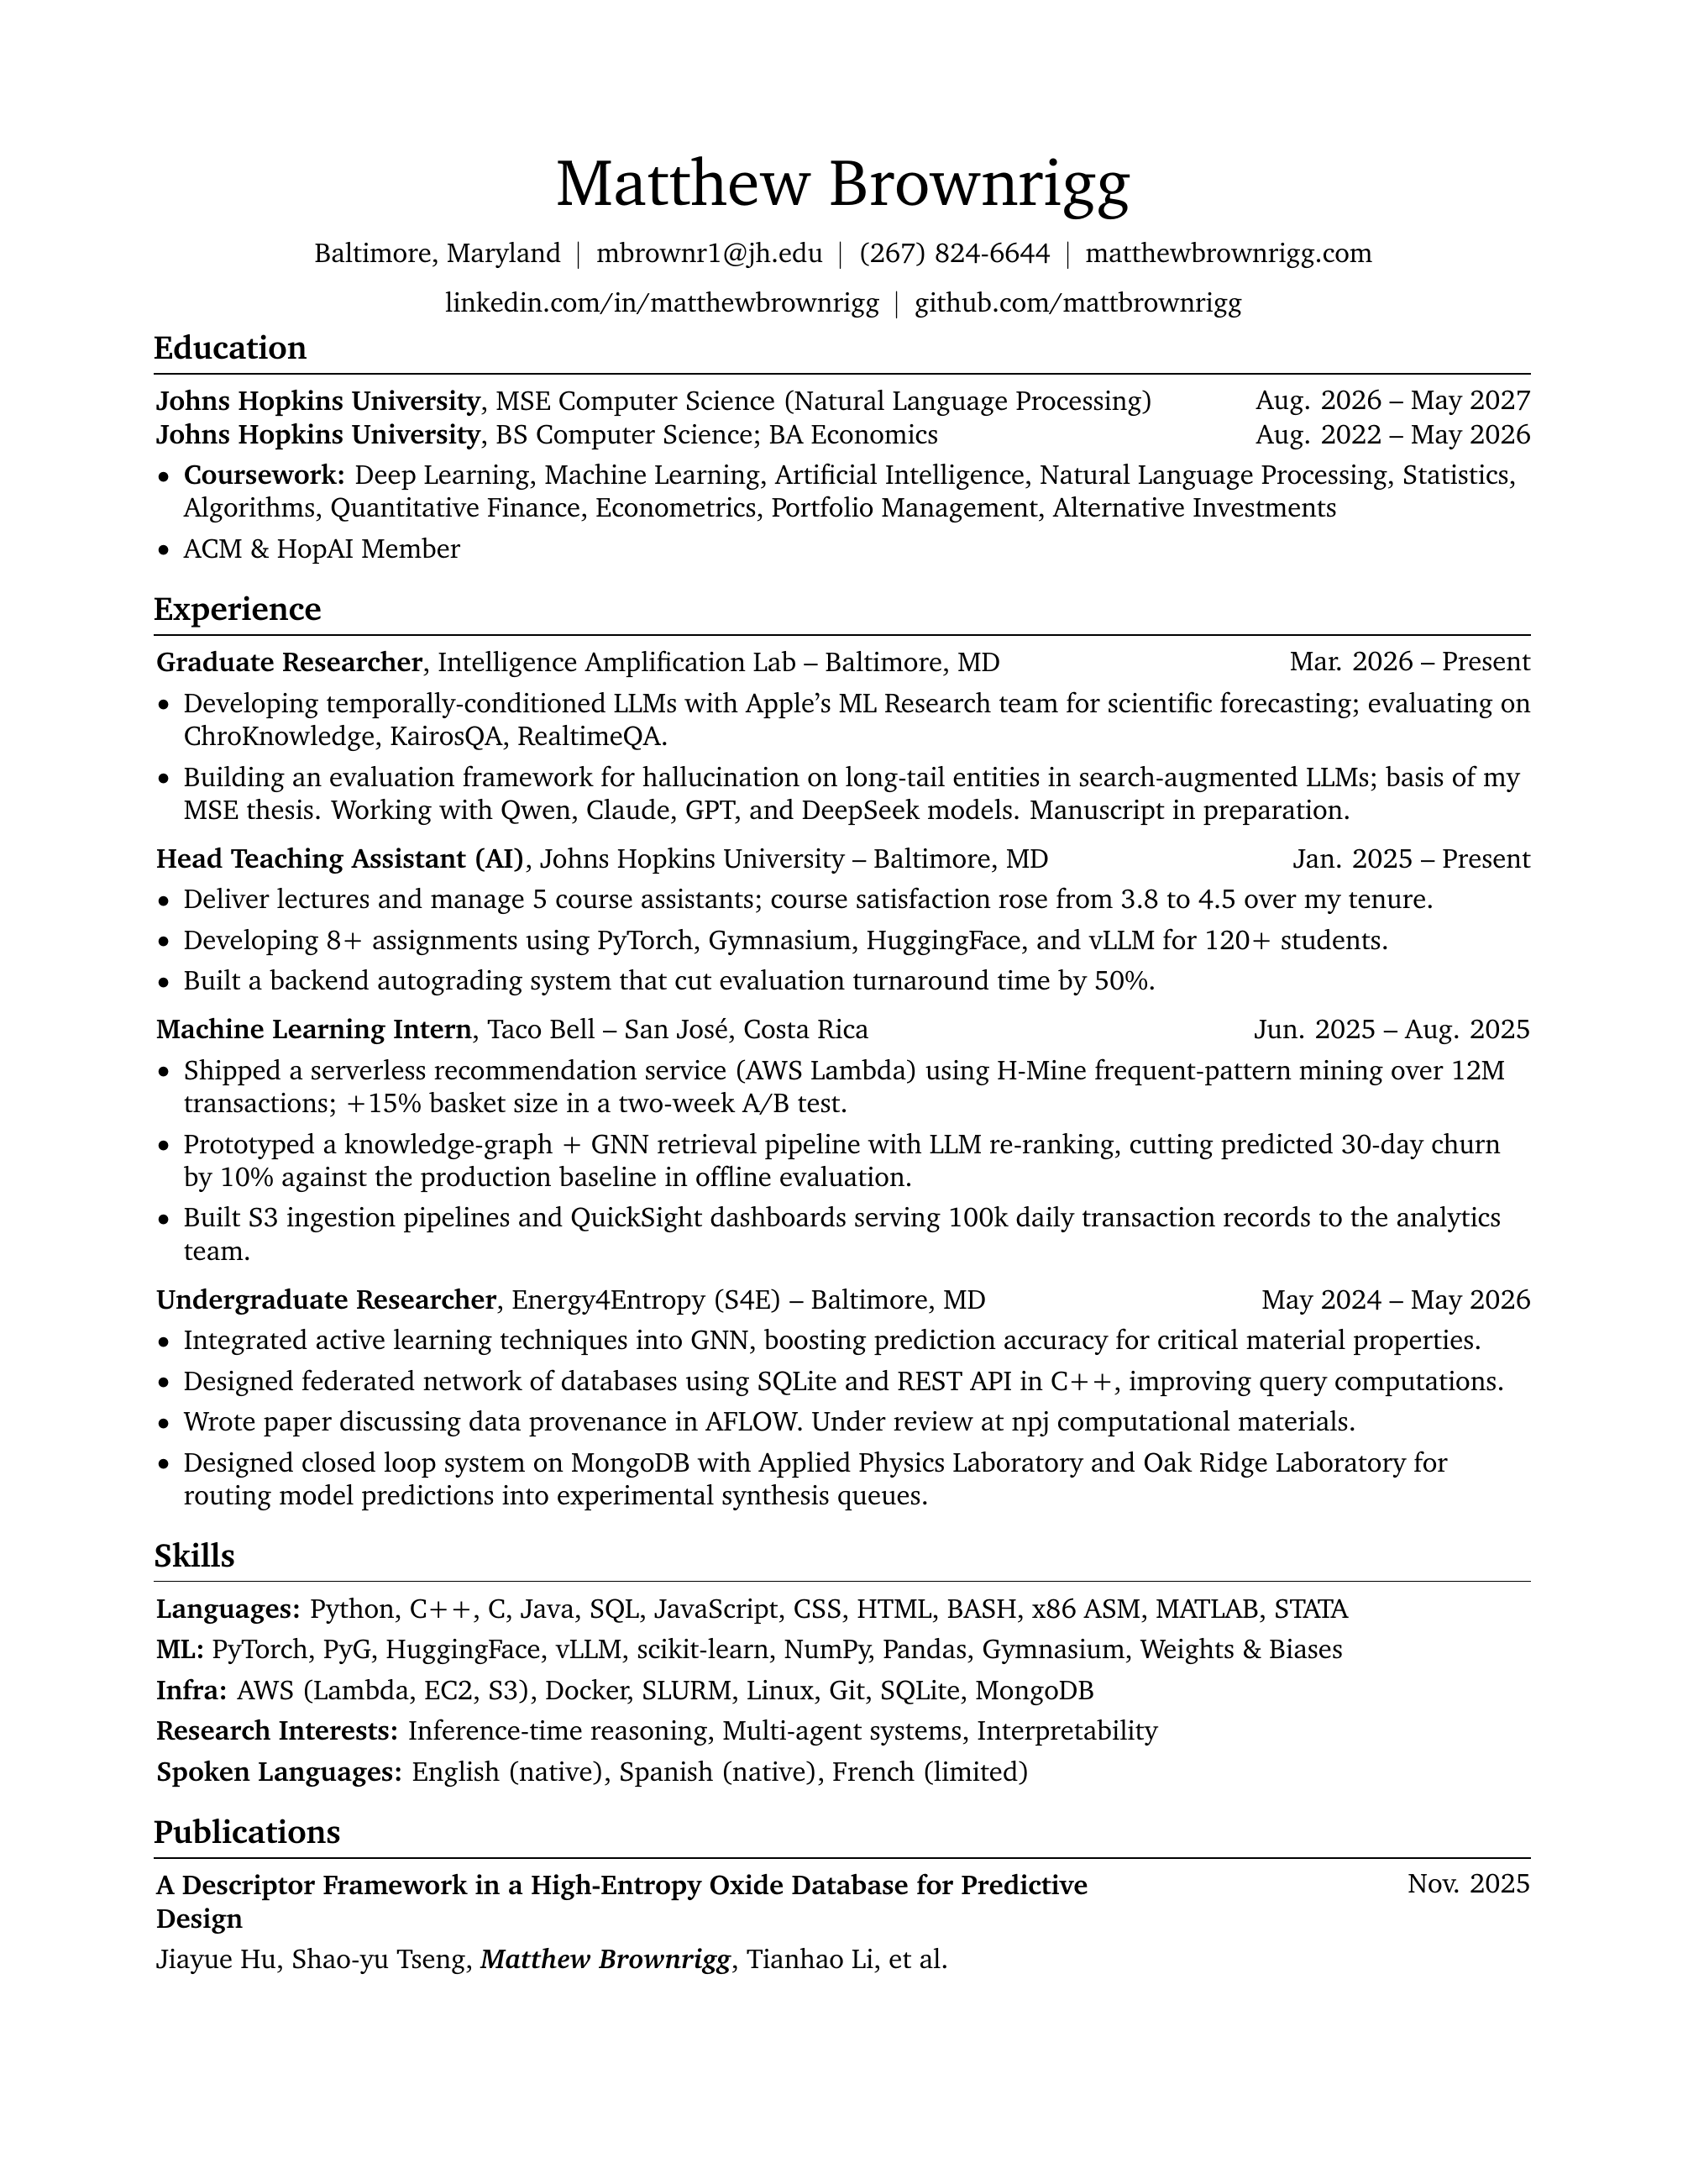 Matthew Brownrigg
Baltimore, Maryland | mbrownr1@jh.edu | (267) 824-6644 | matthewbrownrigg.com
linkedin.com/in/matthewbrownrigg | github.com/mattbrownrigg
Education
Johns Hopkins University, MSE Computer Science (Natural Language Processing) Aug. 2026 – May 2027
Johns Hopkins University, BS Computer Science; BA Economics Aug. 2022 – May 2026
• Coursework: Deep Learning, Machine Learning, Artificial Intelligence, Natural Language Processing, Statistics,
Algorithms, Quantitative Finance, Econometrics, Portfolio Management, Alternative Investments
• ACM & HopAI Member
Experience
Graduate Researcher, Intelligence Amplification Lab – Baltimore, MD Mar. 2026 – Present
• Developing temporally-conditioned LLMs with Apple’s ML Research team for scientific forecasting; evaluating on
ChroKnowledge, KairosQA, RealtimeQA.
• Building an evaluation framework for hallucination on long-tail entities in search-augmented LLMs; basis of my
MSE thesis. Working with Qwen, Claude, GPT, and DeepSeek models. Manuscript in preparation.
Head Teaching Assistant (AI), Johns Hopkins University – Baltimore, MD Jan. 2025 – Present
• Deliver lectures and manage 5 course assistants; course satisfaction rose from 3.8 to 4.5 over my tenure.
• Developing 8+ assignments using PyTorch, Gymnasium, HuggingFace, and vLLM for 120+ students.
• Built a backend autograding system that cut evaluation turnaround time by 50%.
Machine Learning Intern, Taco Bell – San José, Costa Rica Jun. 2025 – Aug. 2025
• Shipped a serverless recommendation service (AWS Lambda) using H-Mine frequent-pattern mining over 12M
transactions; +15% basket size in a two-week A/B test.
• Prototyped a knowledge-graph + GNN retrieval pipeline with LLM re-ranking, cutting predicted 30-day churn
by 10% against the production baseline in offline evaluation.
• Built S3 ingestion pipelines and QuickSight dashboards serving 100k daily transaction records to the analytics
team.
Undergraduate Researcher, Energy4Entropy (S4E) – Baltimore, MD May 2024 – May 2026
• Integrated active learning techniques into GNN, boosting prediction accuracy for critical material properties.
• Designed federated network of databases using SQLite and REST API in C++, improving query computations.
• Wrote paper discussing data provenance in AFLOW. Under review at npj computational materials.
• Designed closed loop system on MongoDB with Applied Physics Laboratory and Oak Ridge Laboratory for
routing model predictions into experimental synthesis queues.
Skills
Languages: Python, C++, C, Java, SQL, JavaScript, CSS, HTML, BASH, x86 ASM, MATLAB, STATA
ML: PyTorch, PyG, HuggingFace, vLLM, scikit-learn, NumPy, Pandas, Gymnasium, Weights & Biases
Infra: AWS (Lambda, EC2, S3), Docker, SLURM, Linux, Git, SQLite, MongoDB
Research Interests: Inference-time reasoning, Multi-agent systems, Interpretability
Spoken Languages: English (native), Spanish (native), French (limited)
Publications
A Descriptor Framework in a High-Entropy Oxide Database for Predictive Nov. 2025
Design
Jiayue Hu, Shao-yu Tseng, Matthew Brownrigg, Tianhao Li, et al.